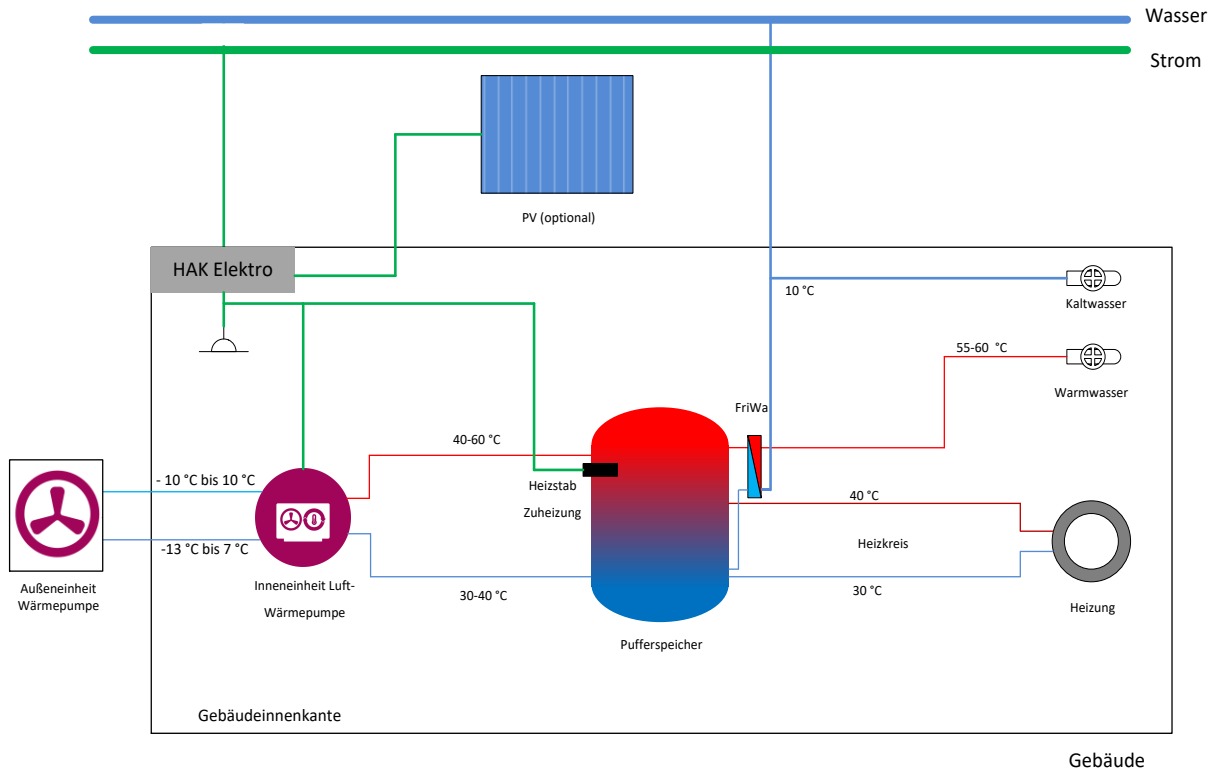 Wasser
Strom
PV (optional)
HAK Elektro
10 °C
Kaltwasser
55-60 °C
Warmwasser
FriWa
40-60 °C
- 10 °C bis 10 °C
Heizstab
Zuheizung
40 °C
-13 °C bis 7 °C
Heizkreis
Außeneinheit
Wärmepumpe
Inneneinheit Luft-
Wärmepumpe
30-40 °C
30 °C
Heizung
Pufferspeicher
Gebäudeinnenkante
Gebäude